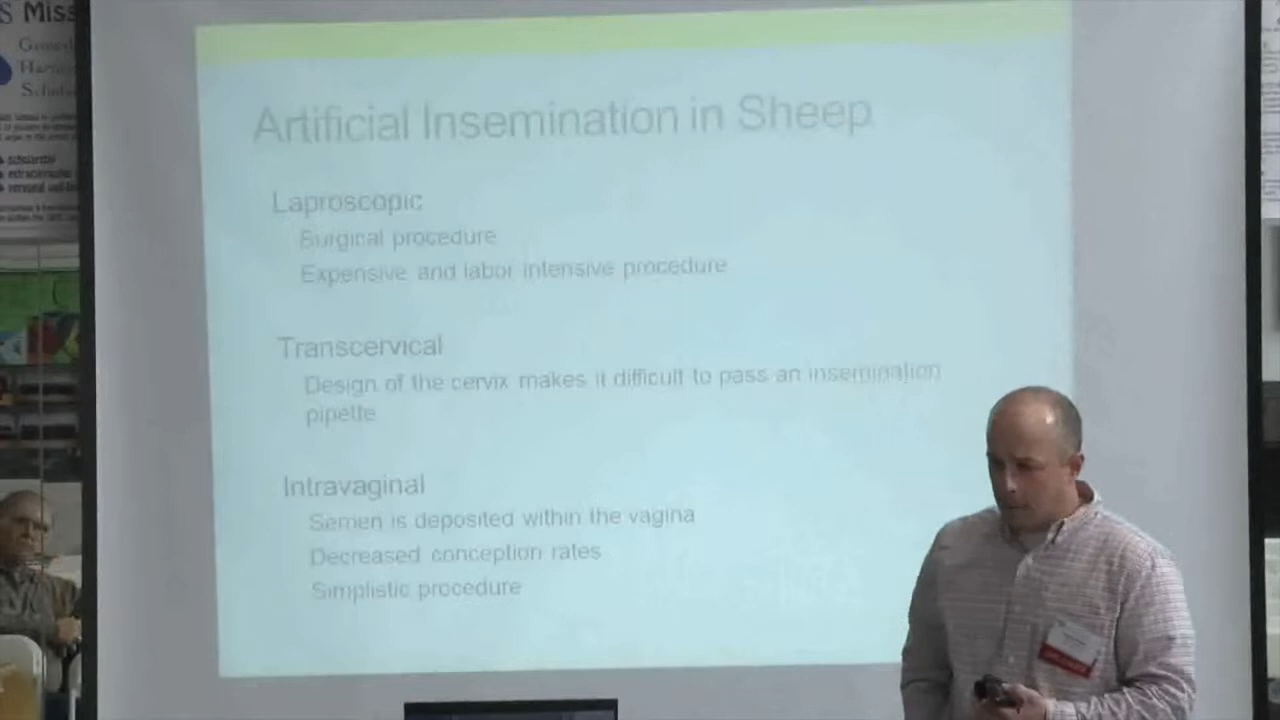 S Miss
Artificial Insemination in Sheep
Laproscopic
Surgical procedure
Expensive and labor intensive procedure
Transcervical
Design of the cervix makes it difficult to pass an insemination
pipette
Intravaginal
Semen is deposited within the vagina
Decreased conception rates
Simplistic procedure